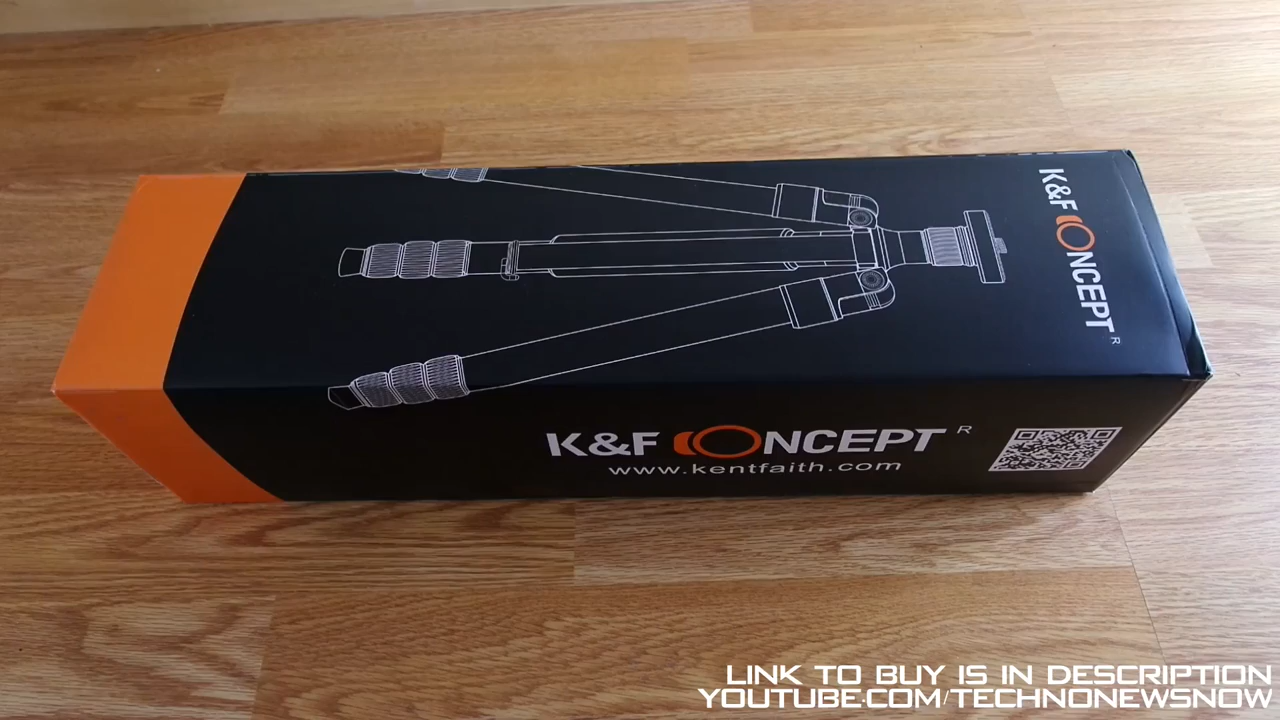 K&F CONCEPT R
K&F CONCEPT R
www.kentfaith.com
LINK TO BUY IS IN DESCRIPTION
YOUTUBE.COM/TECHNONEWSNOW